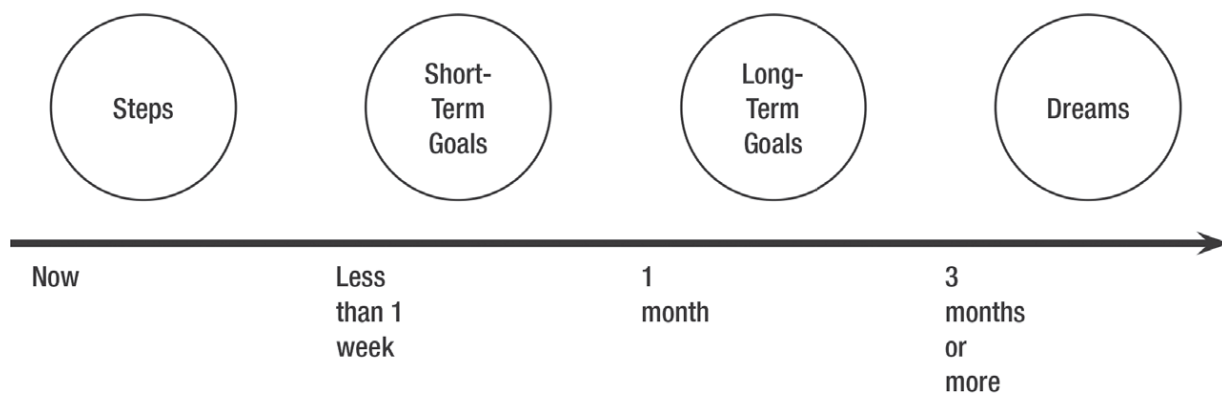 Steps
Short-
Term
Goals
Long-
Term
Goals
Dreams
Now
Less
than 1
week
1
month
3
months
or
more